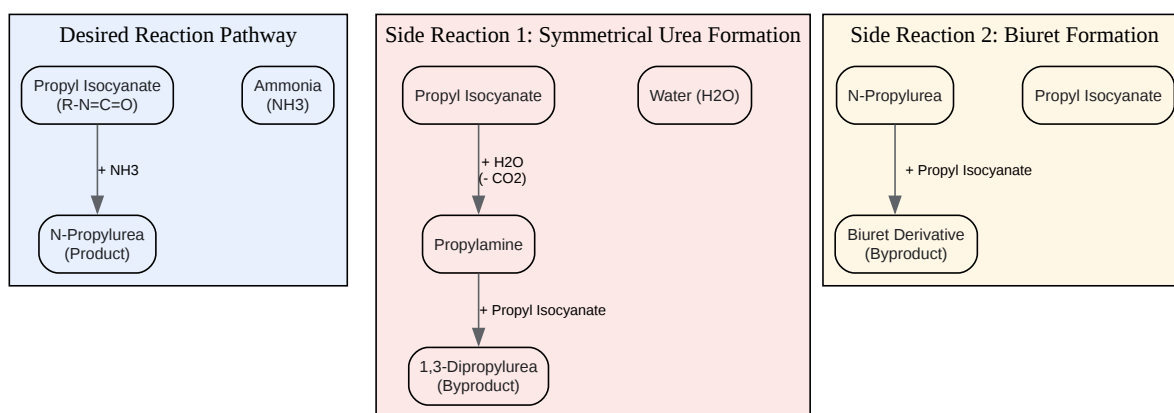 Desired Reaction Pathway
Propyl Isocyanate
(R-N=C=O)
Ammonia
(NH3)
+ NH3
N-Propylurea
(Product)
Side Reaction 1: Symmetrical Urea Formation
Propyl Isocyanate
Water (H2O)
+ H2O
(- CO2)
Propylamine
+ Propyl Isocyanate
1,3-Dipropylurea
(Byproduct)
Side Reaction 2: Biuret Formation
N-Propylurea
Propyl Isocyanate
+ Propyl Isocyanate
Biuret Derivative
(Byproduct)